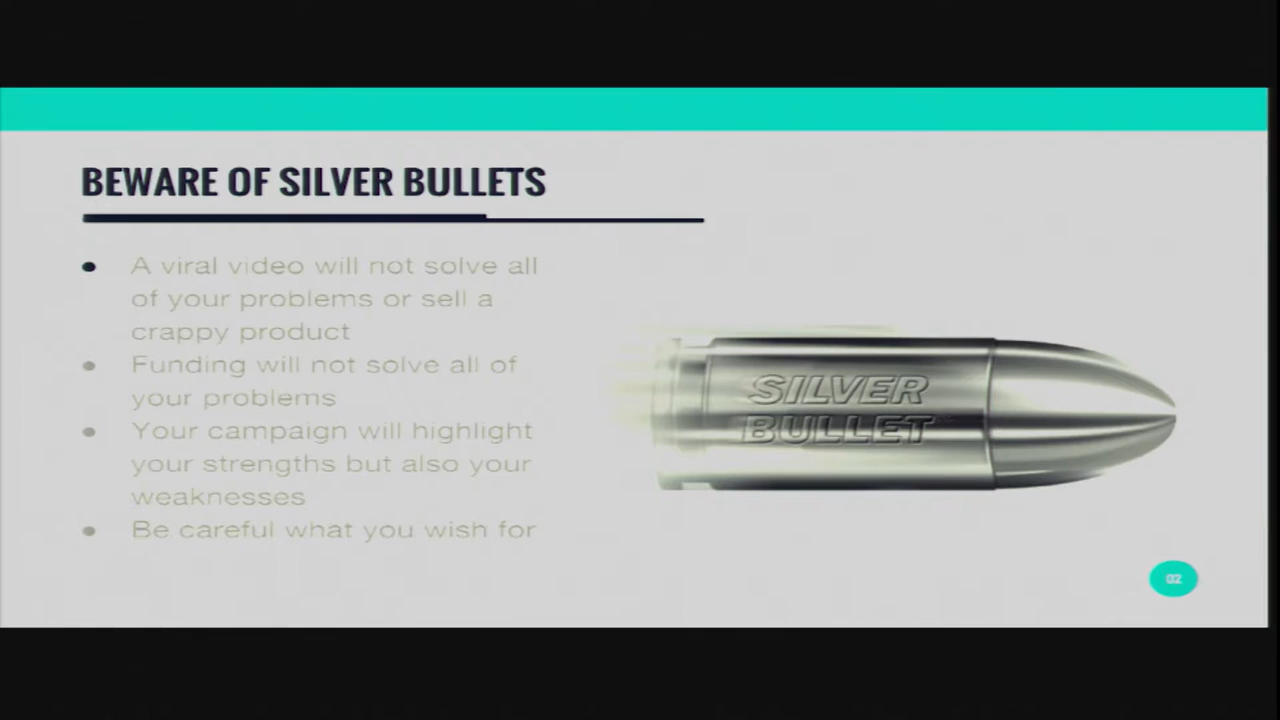 BEWARE OF SILVER BULLETS
A viral video will not solve all
of your problems or sell a
crappy product
Funding will not solve all of
your problems
Your campaign will highlight
your strengths but also your
weaknesses
Be careful what you wish for
SILVER
BULLET
02